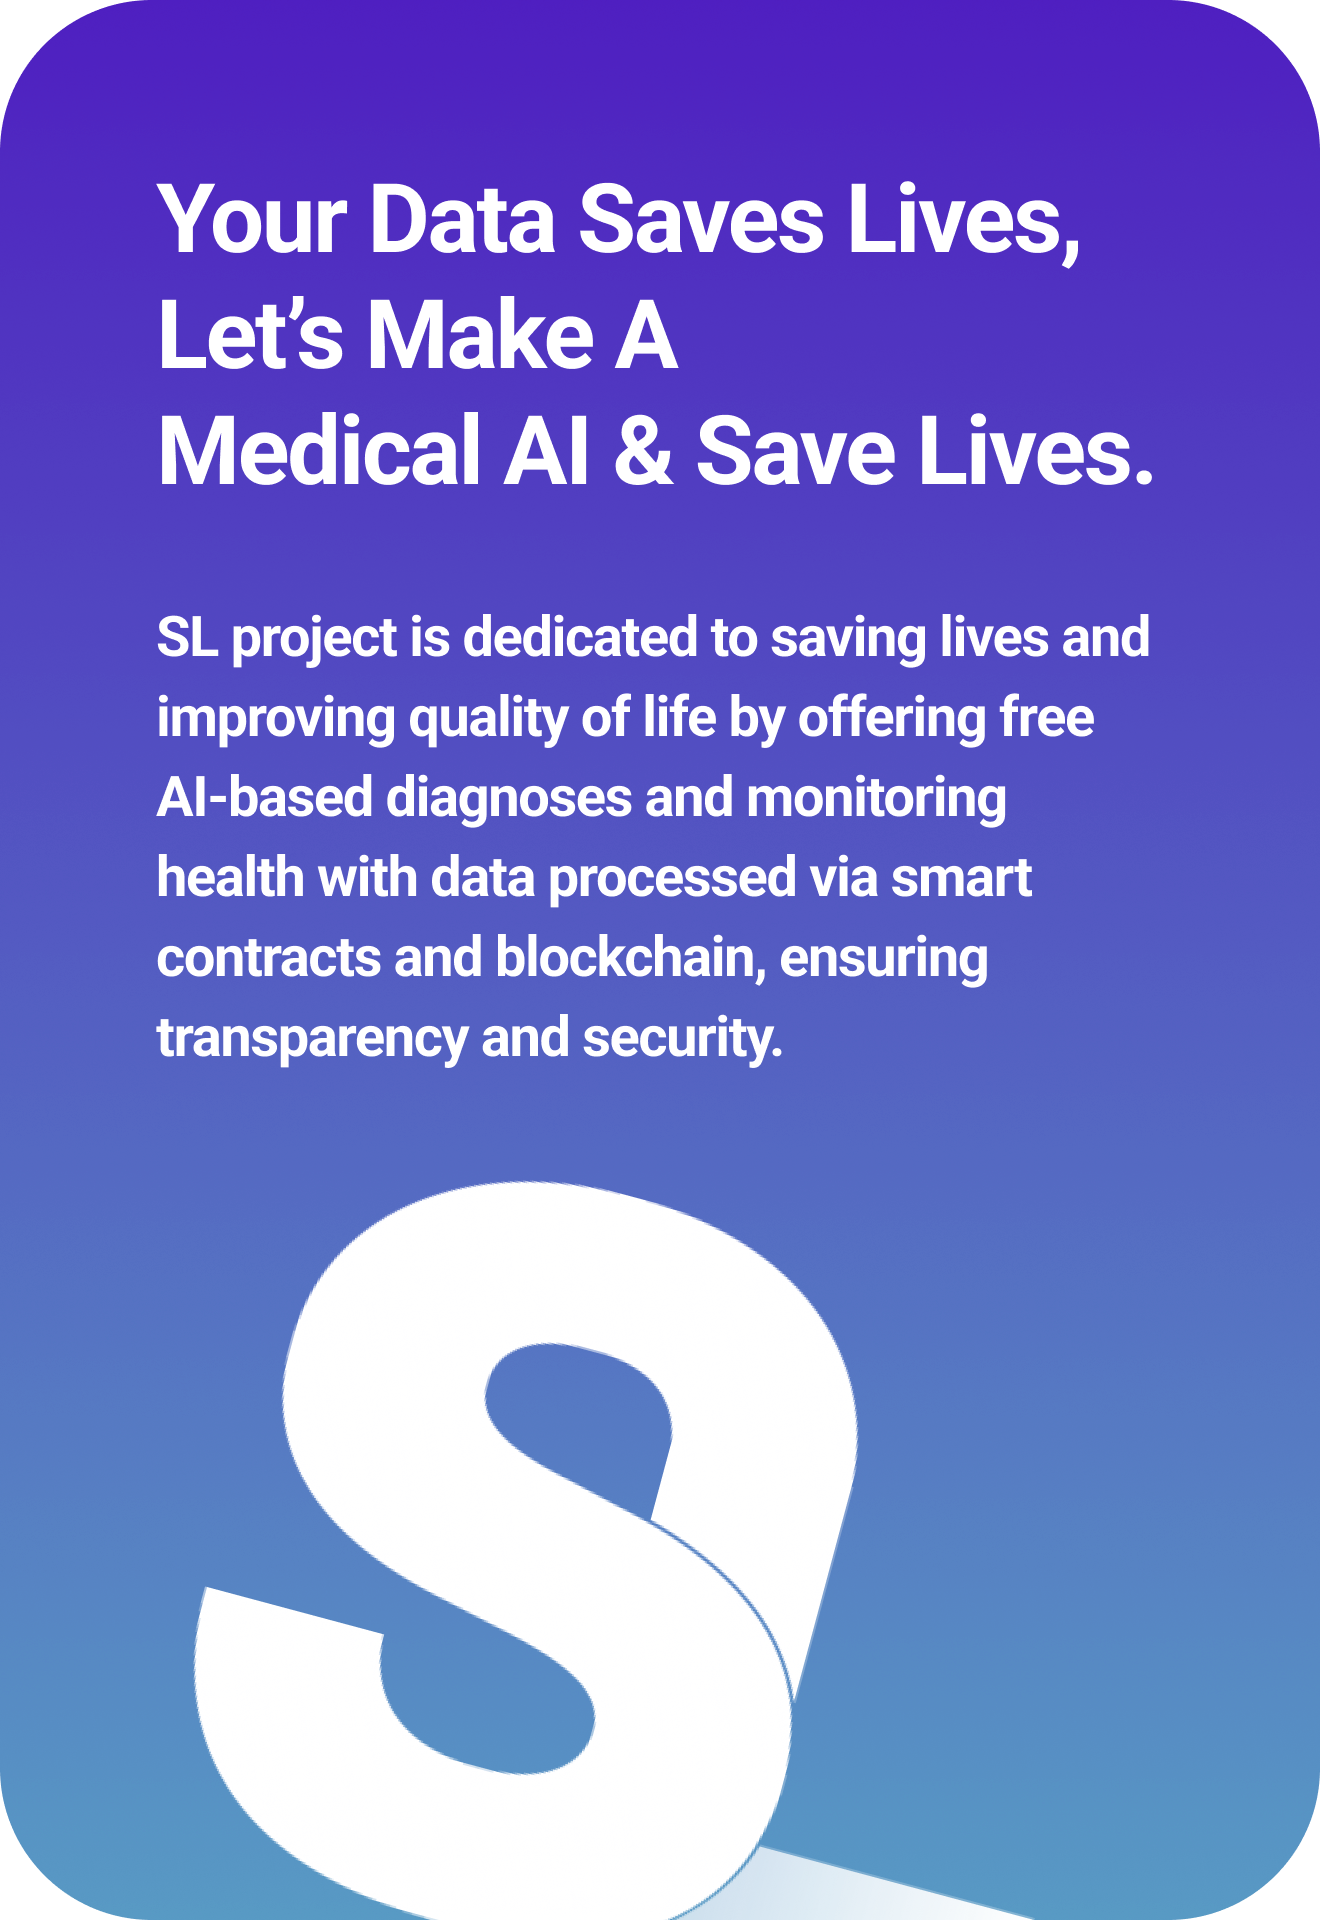 Your Data Saves Lives,
Let’s Make A
Medical AI & Save Lives.
SL project is dedicated to saving lives and
improving quality of life by offering free
AI-based diagnoses and monitoring
health with data processed via smart
contracts and blockchain, ensuring
transparency and security.